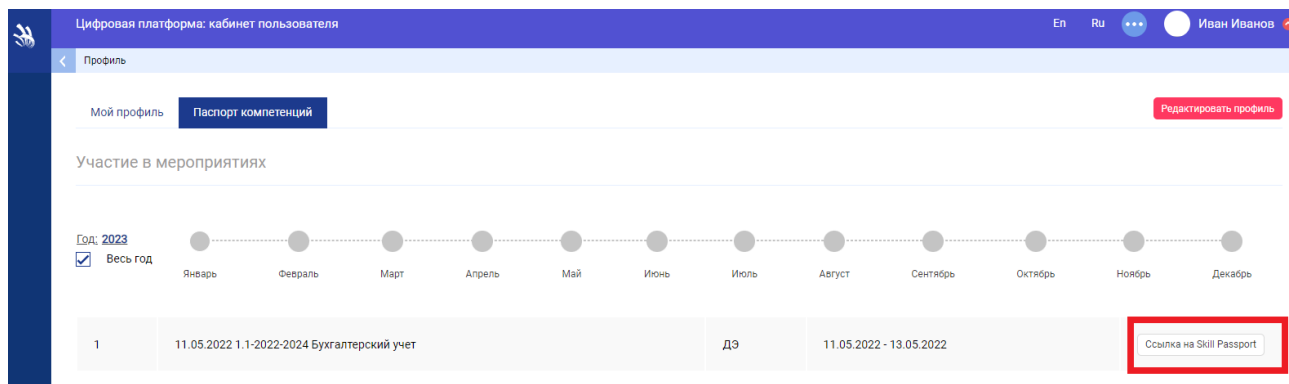 Цифровая платформа: кабинет пользователя En Ru Иван Иванов
Профиль
Мой профиль Паспорт компетенций Редактировать профиль
Участие в мероприятиях
Год: 2023
Весь год
Январь Февраль Март Апрель Май Июнь Июль Август Сентябрь Октябрь Ноябрь Декабрь
1 11.05.2022 1.1-2022-2024 Бухгалтерский учет ДЭ 11.05.2022 - 13.05.2022 Ссылка на Skill Passport